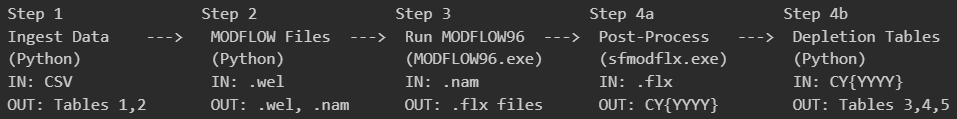 Step 1 Step 2 Step 3 Step 4a Step 4b
Ingest Data ---> MODFLOW Files ---> Run MODFLOW96 ---> Post-Process ---> Depletion Tables
(Python) (Python) (MODFLOW96.exe) (sfmodflx.exe) (Python)
IN: CSV IN: .wel IN: .nam IN: .flx IN: CY{YYYY}
OUT: Tables 1,2 OUT: .wel, .nam OUT: .flx files OUT: CY{YYYY} OUT: Tables 3,4,5